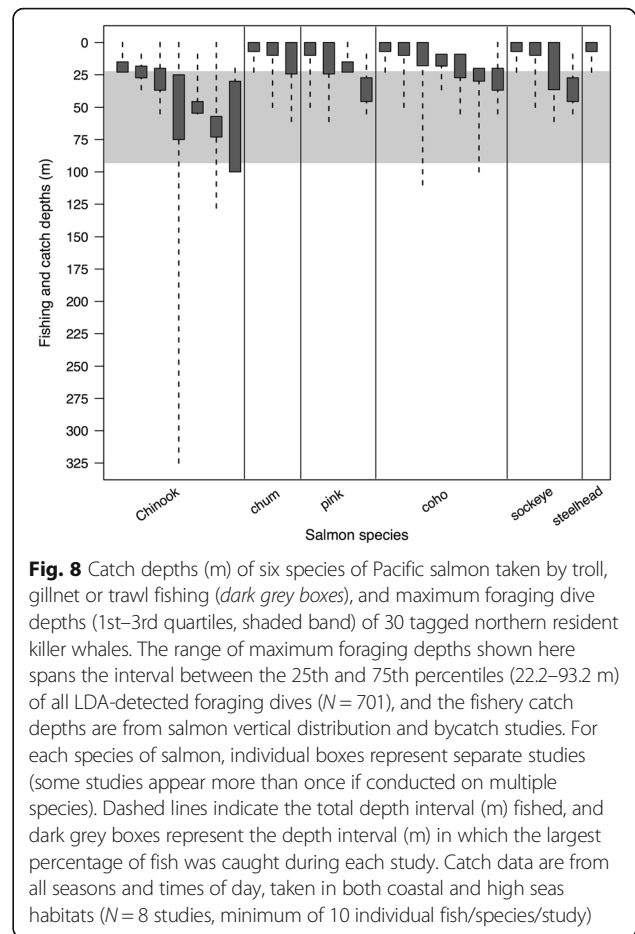 0
25
50
75
100
125
150
175
200
225
250
275
300
325
Fishing and catch depths (m)
Chinook
chum
pink
coho
sockeye
steelhead
Salmon species
Fig. 8 Catch depths (m) of six species of Pacific salmon taken by troll,
gillnet or trawl fishing (dark grey boxes), and maximum foraging dive
depths (1st–3rd quartiles, shaded band) of 30 tagged northern resident
killer whales. The range of maximum foraging depths shown here
spans the interval between the 25th and 75th percentiles (22.2–93.2 m)
of all LDA-detected foraging dives (N = 701), and the fishery catch
depths are from salmon vertical distribution and bycatch studies. For
each species of salmon, individual boxes represent separate studies
(some studies appear more than once if conducted on multiple
species). Dashed lines indicate the total depth interval (m) fished, and
dark grey boxes represent the depth interval (m) in which the largest
percentage of fish was caught during each study. Catch data are from
all seasons and times of day, taken in both coastal and high seas
habitats (N = 8 studies, minimum of 10 individual fish/species/study)